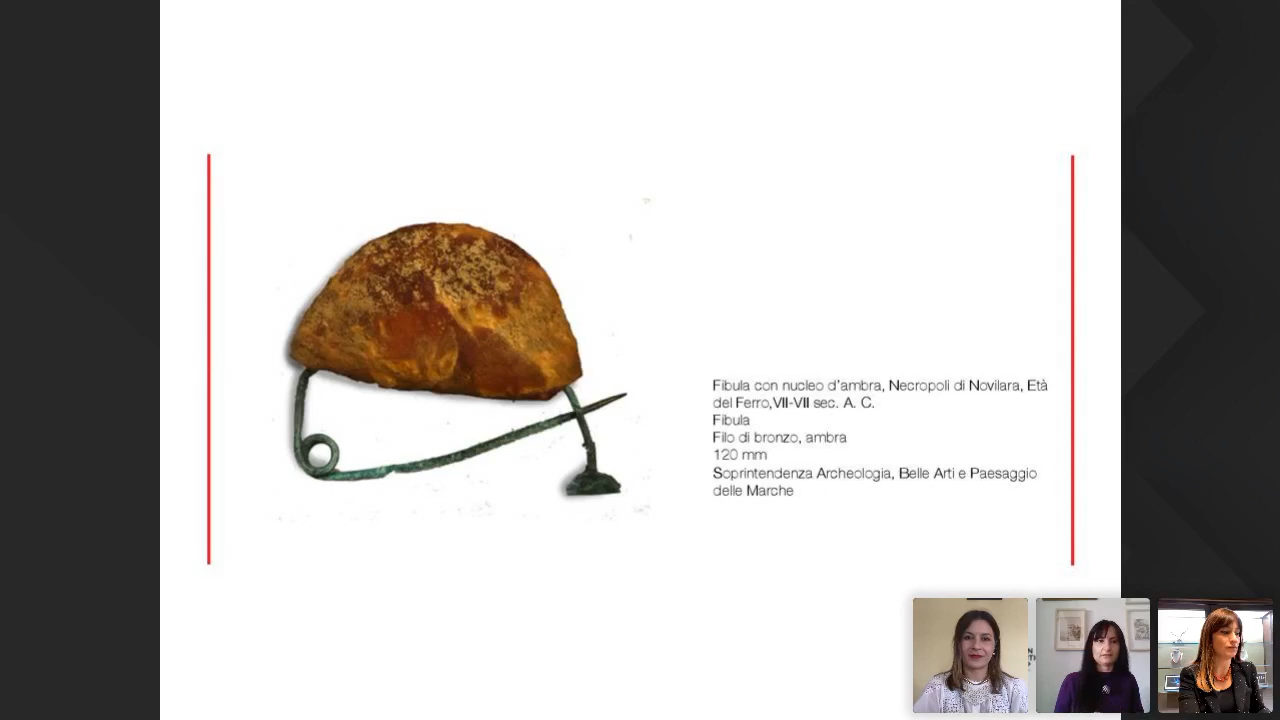 Fibula con nucleo d'ambra, Necropoli di Novilara, Età
del Ferro,VII-VII sec. A. C.
Fibula
Filo di bronzo, ambra
120 mm
Soprintendenza Archeologia, Belle Arti e Paesaggio
delle Marche